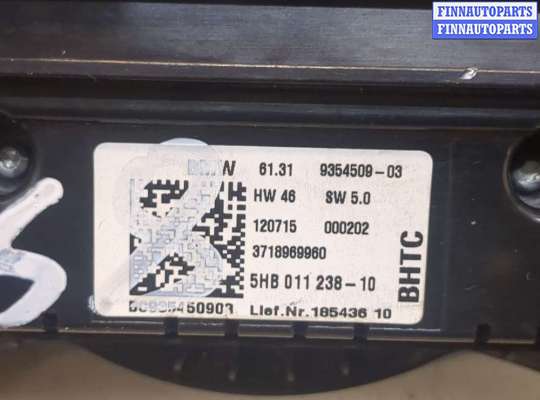 FINNAUTOPARTS
FINNAUTOPARTS
BMW 61.31 9354509-03
HW 46 SW 5.0
120715 000202
3718969960
5HB 011 238-10
BHTC
Lief.Nr.185436 10